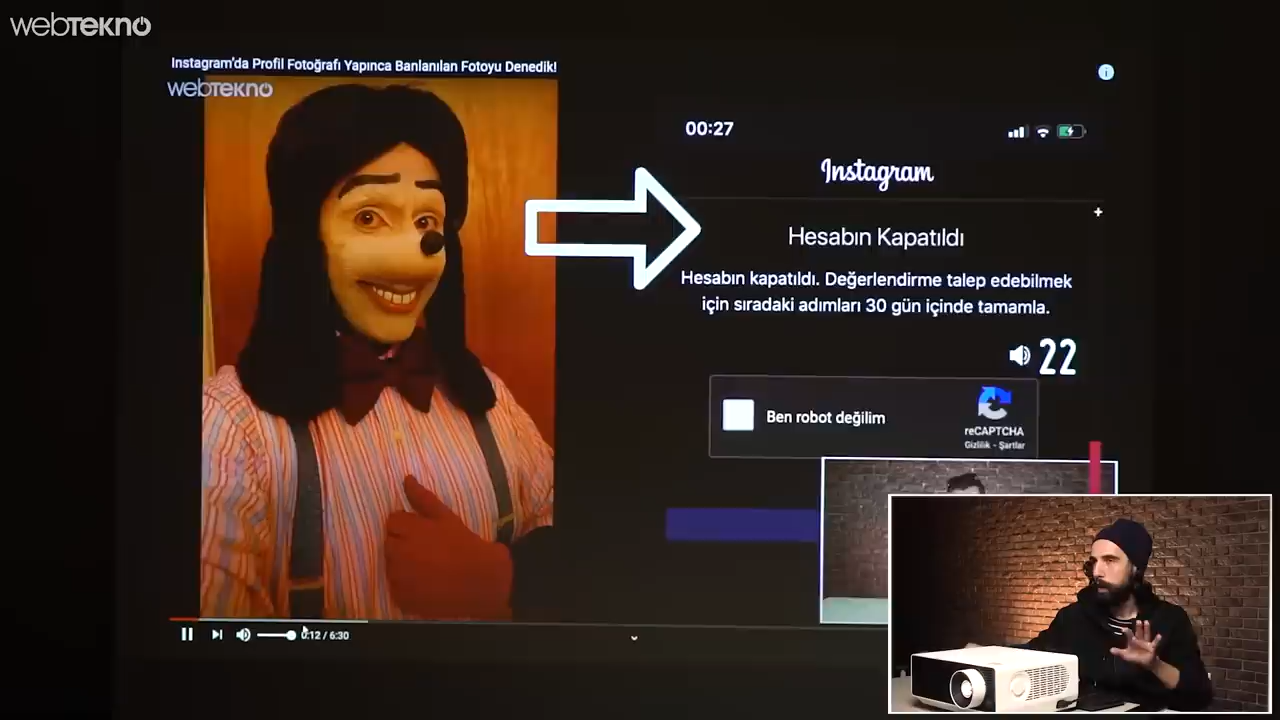 webTEKNO
Instagram'da Profil Fotoğrafı Yapınca Banlanılan Fotoyu Denedik!
webTEKNO
00:27
Instagram
Hesabın Kapatıldı
Hesabın kapatıldı. Değerlendirme talep edebilmek
için sıradaki adımları 30 gün içinde tamamla.
22
Ben robot değilim
reCAPTCHA
Gizlilik - Şartlar
0:12 / 6:30